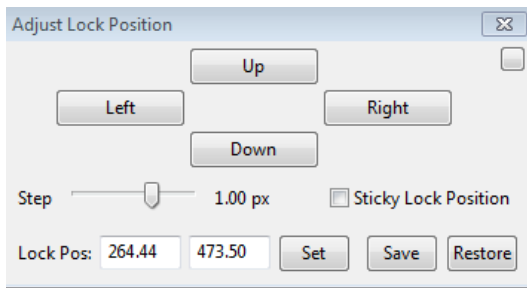 Adjust Lock Position
Up
Left Right
Down
Step 1.00 px Sticky Lock Position
Lock Pos: 264.44 473.50 Set Save Restore